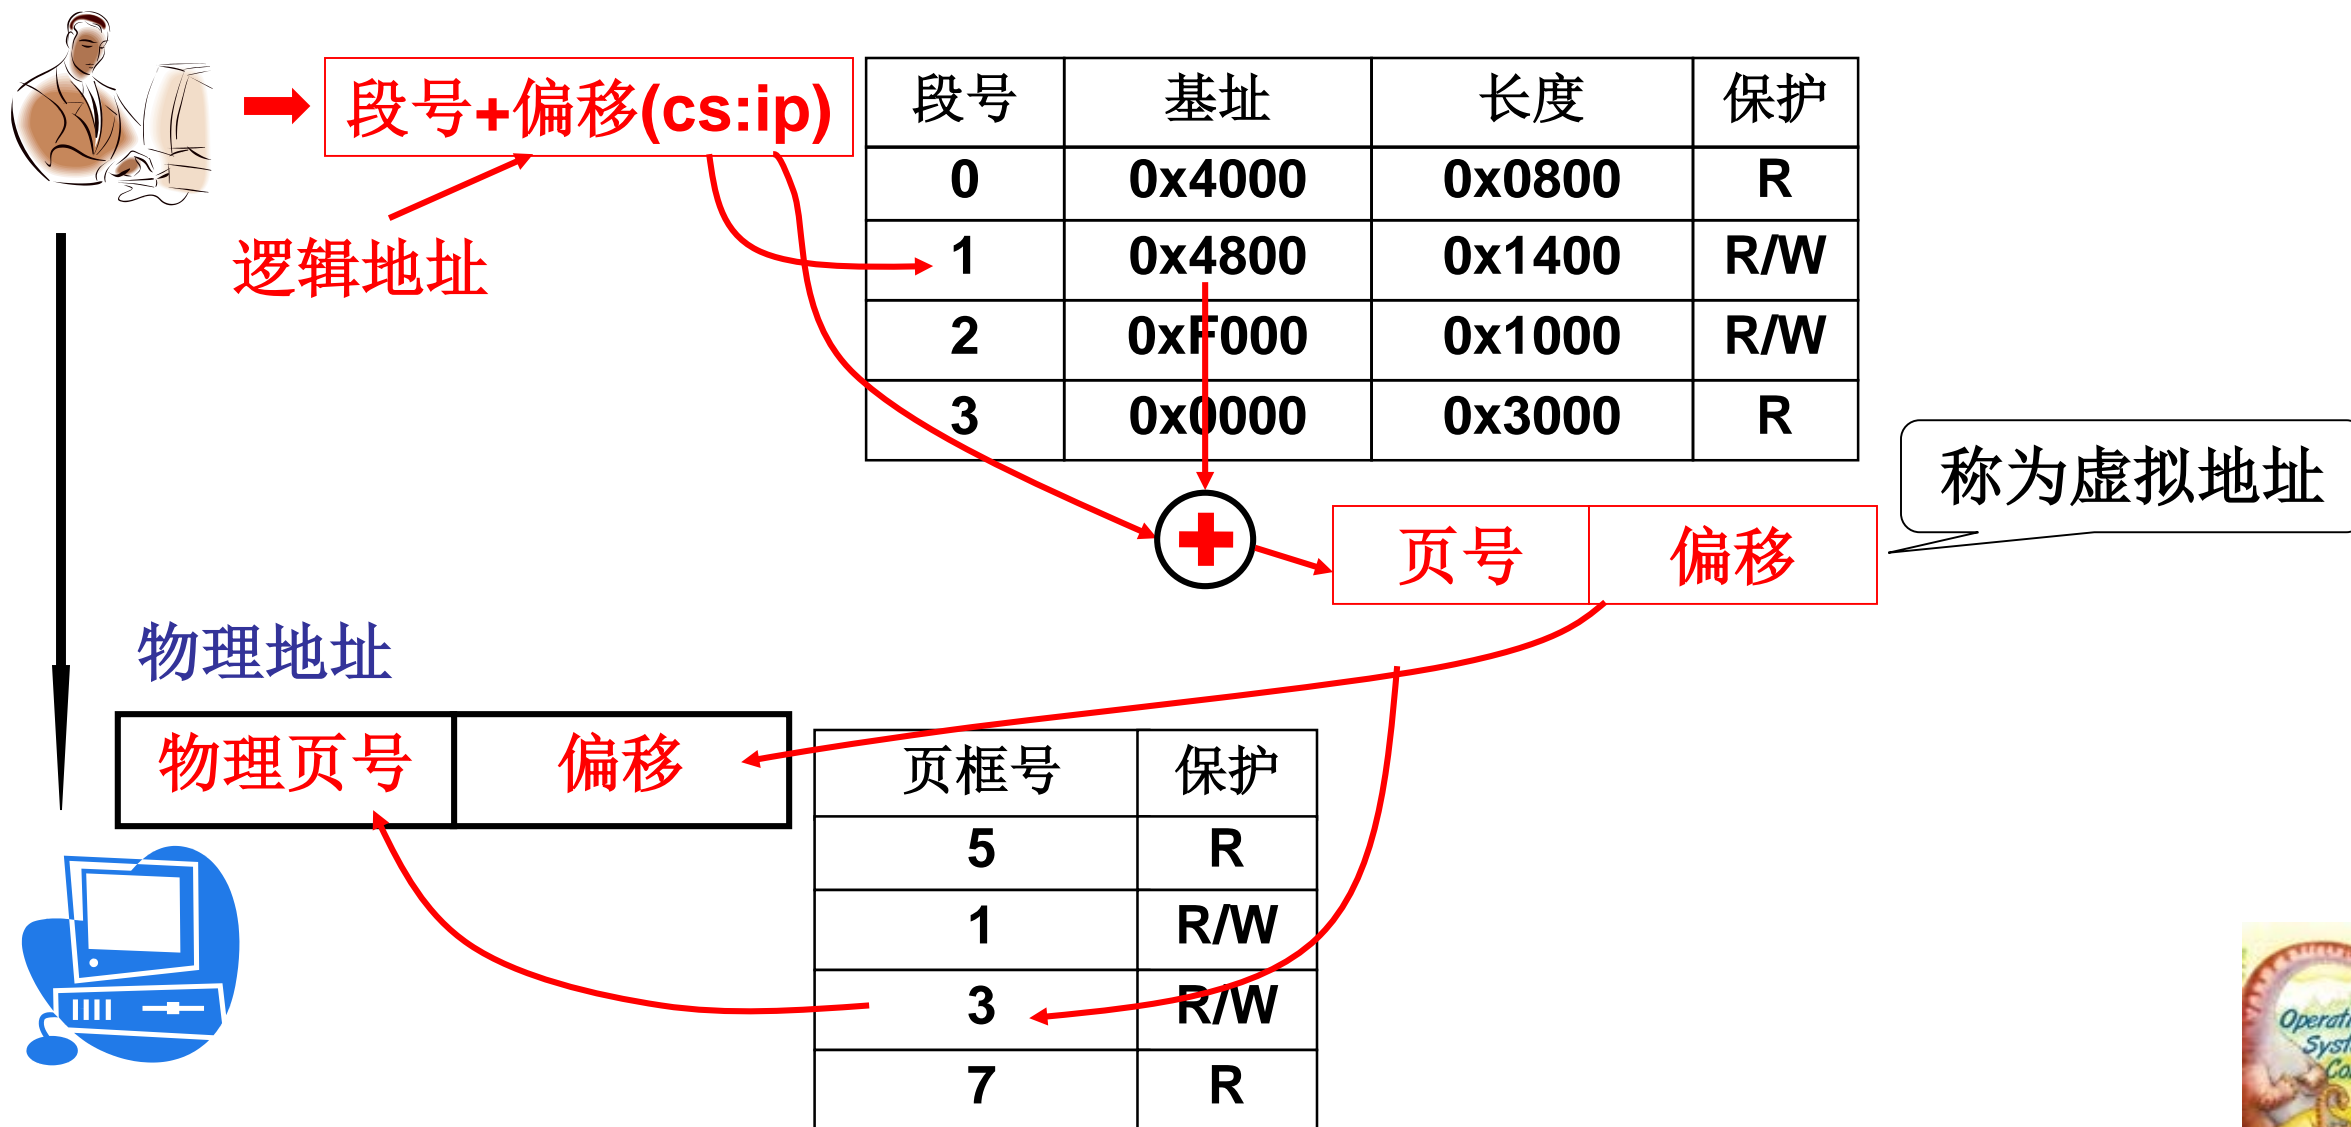 段号+偏移(cs:ip)
逻辑地址
段号 基址 长度 保护
0 0x4000 0x0800 R
1 0x4800 0x1400 R/W
2 0xF000 0x1000 R/W
3 0x0000 0x3000 R
称为虚拟地址
页号 偏移
物理地址
物理页号 偏移
页框号 保护
5 R
1 R/W
3 R/W
7 R